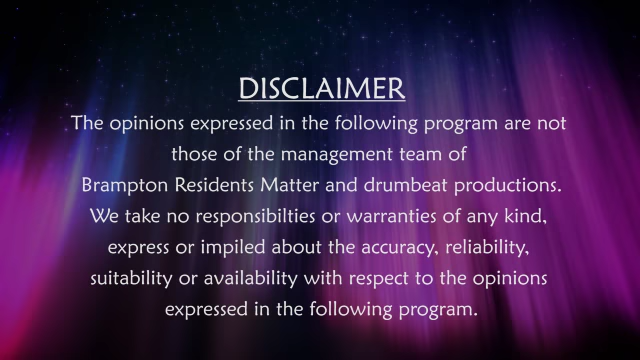 DISCLAIMER
The opinions expressed in the following program are not
those of the management team of
Brampton Residents Matter and drumbeat productions.
We take no responsibilties or warranties of any kind,
express or impiled about the accuracy, reliability,
suitability or availability with respect to the opinions
expressed in the following program.